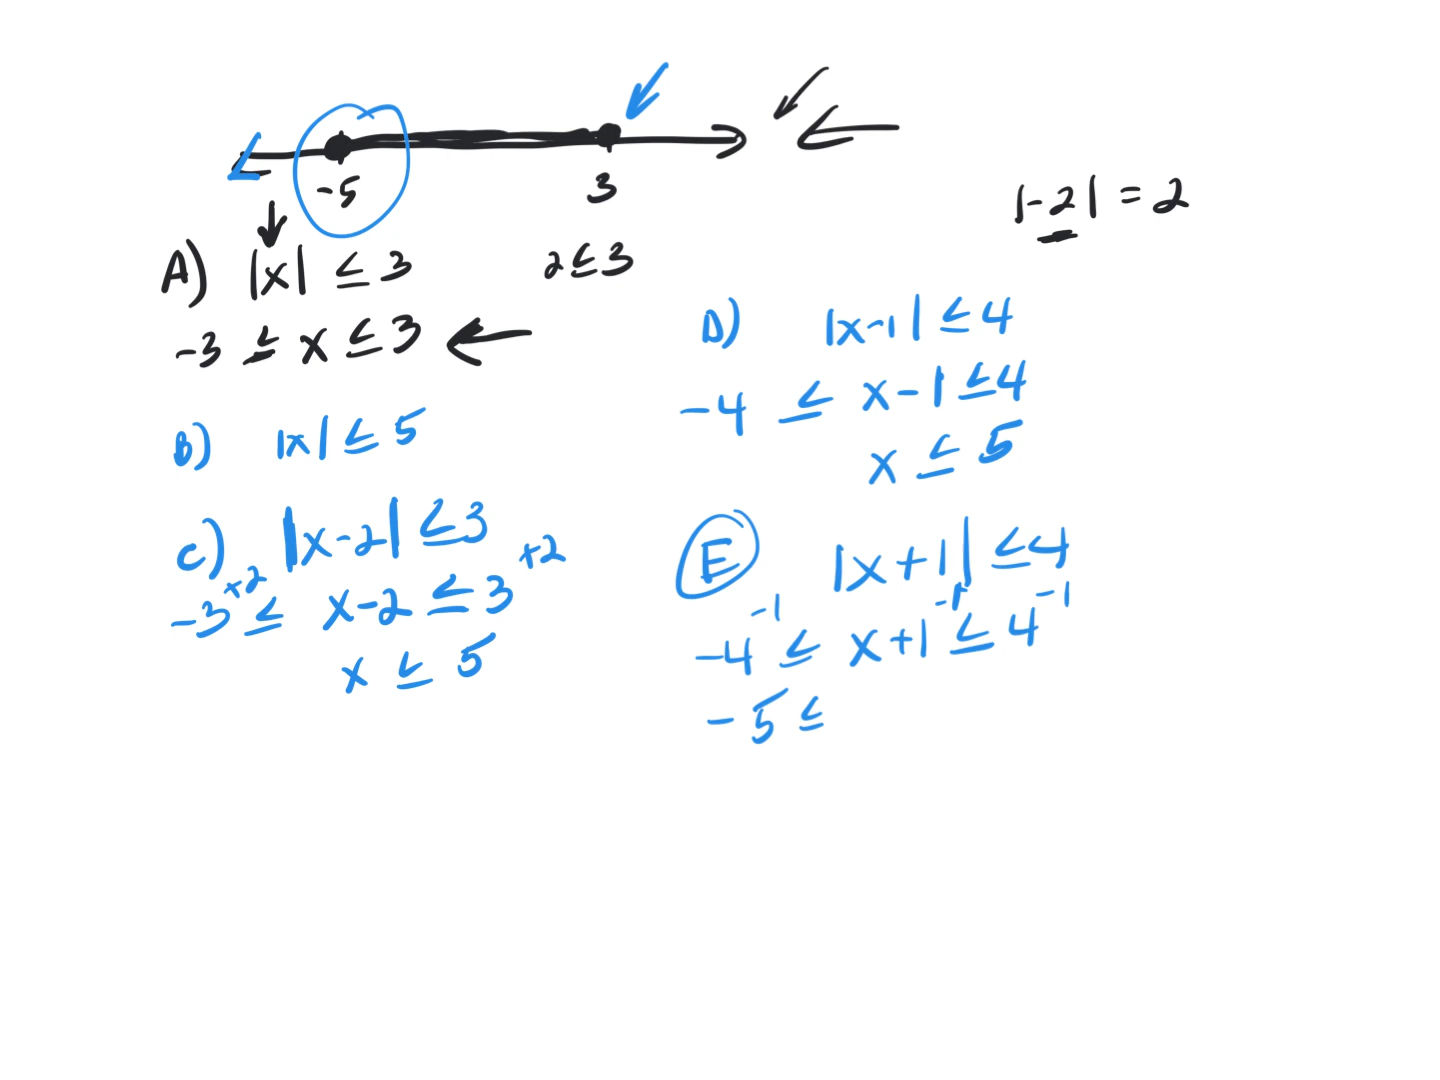 -5 3
|-2| = 2
A) |x| ≤ 3
2 ≤ 3
-3 ≤ x ≤ 3
B) |x| ≤ 5
C) |x-2| ≤ 3
+2 +2
-3 ≤ x-2 ≤ 3
x ≤ 5
D) |x-1| ≤ 4
-4 ≤ x-1 ≤ 4
x ≤ 5
E |x+1| ≤ 4
-1 -1 -1
-4 ≤ x+1 ≤ 4
-5 ≤